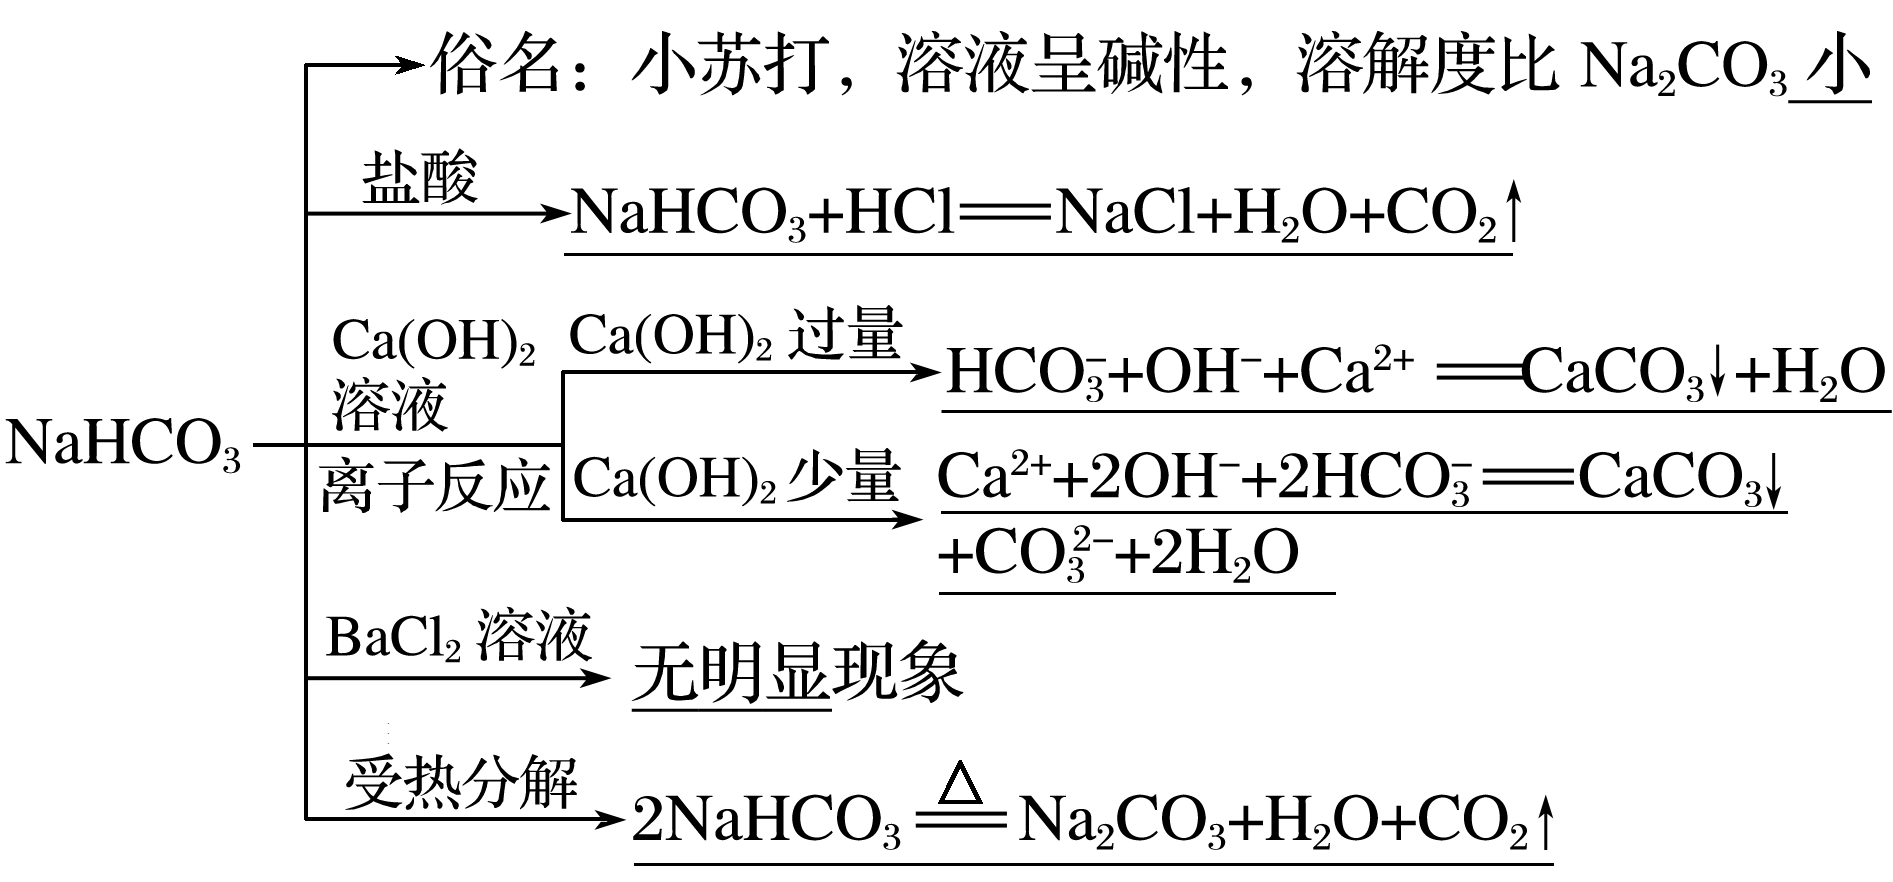 俗名：小苏打，溶液呈碱性，溶解度比 Na₂CO₃ 小
盐酸
NaHCO₃+HCl══NaCl+H₂O+CO₂↑
Ca(OH)₂
溶液
离子反应
Ca(OH)₂ 过量
HCO₃⁻+OH⁻+Ca²⁺ ══CaCO₃↓+H₂O
NaHCO₃
Ca(OH)₂ 少量
Ca²⁺+2OH⁻+2HCO₃⁻══CaCO₃↓
+CO₃²⁻+2H₂O
BaCl₂ 溶液
无明显现象
受热分解
2NaHCO₃ ══△ Na₂CO₃+H₂O+CO₂↑